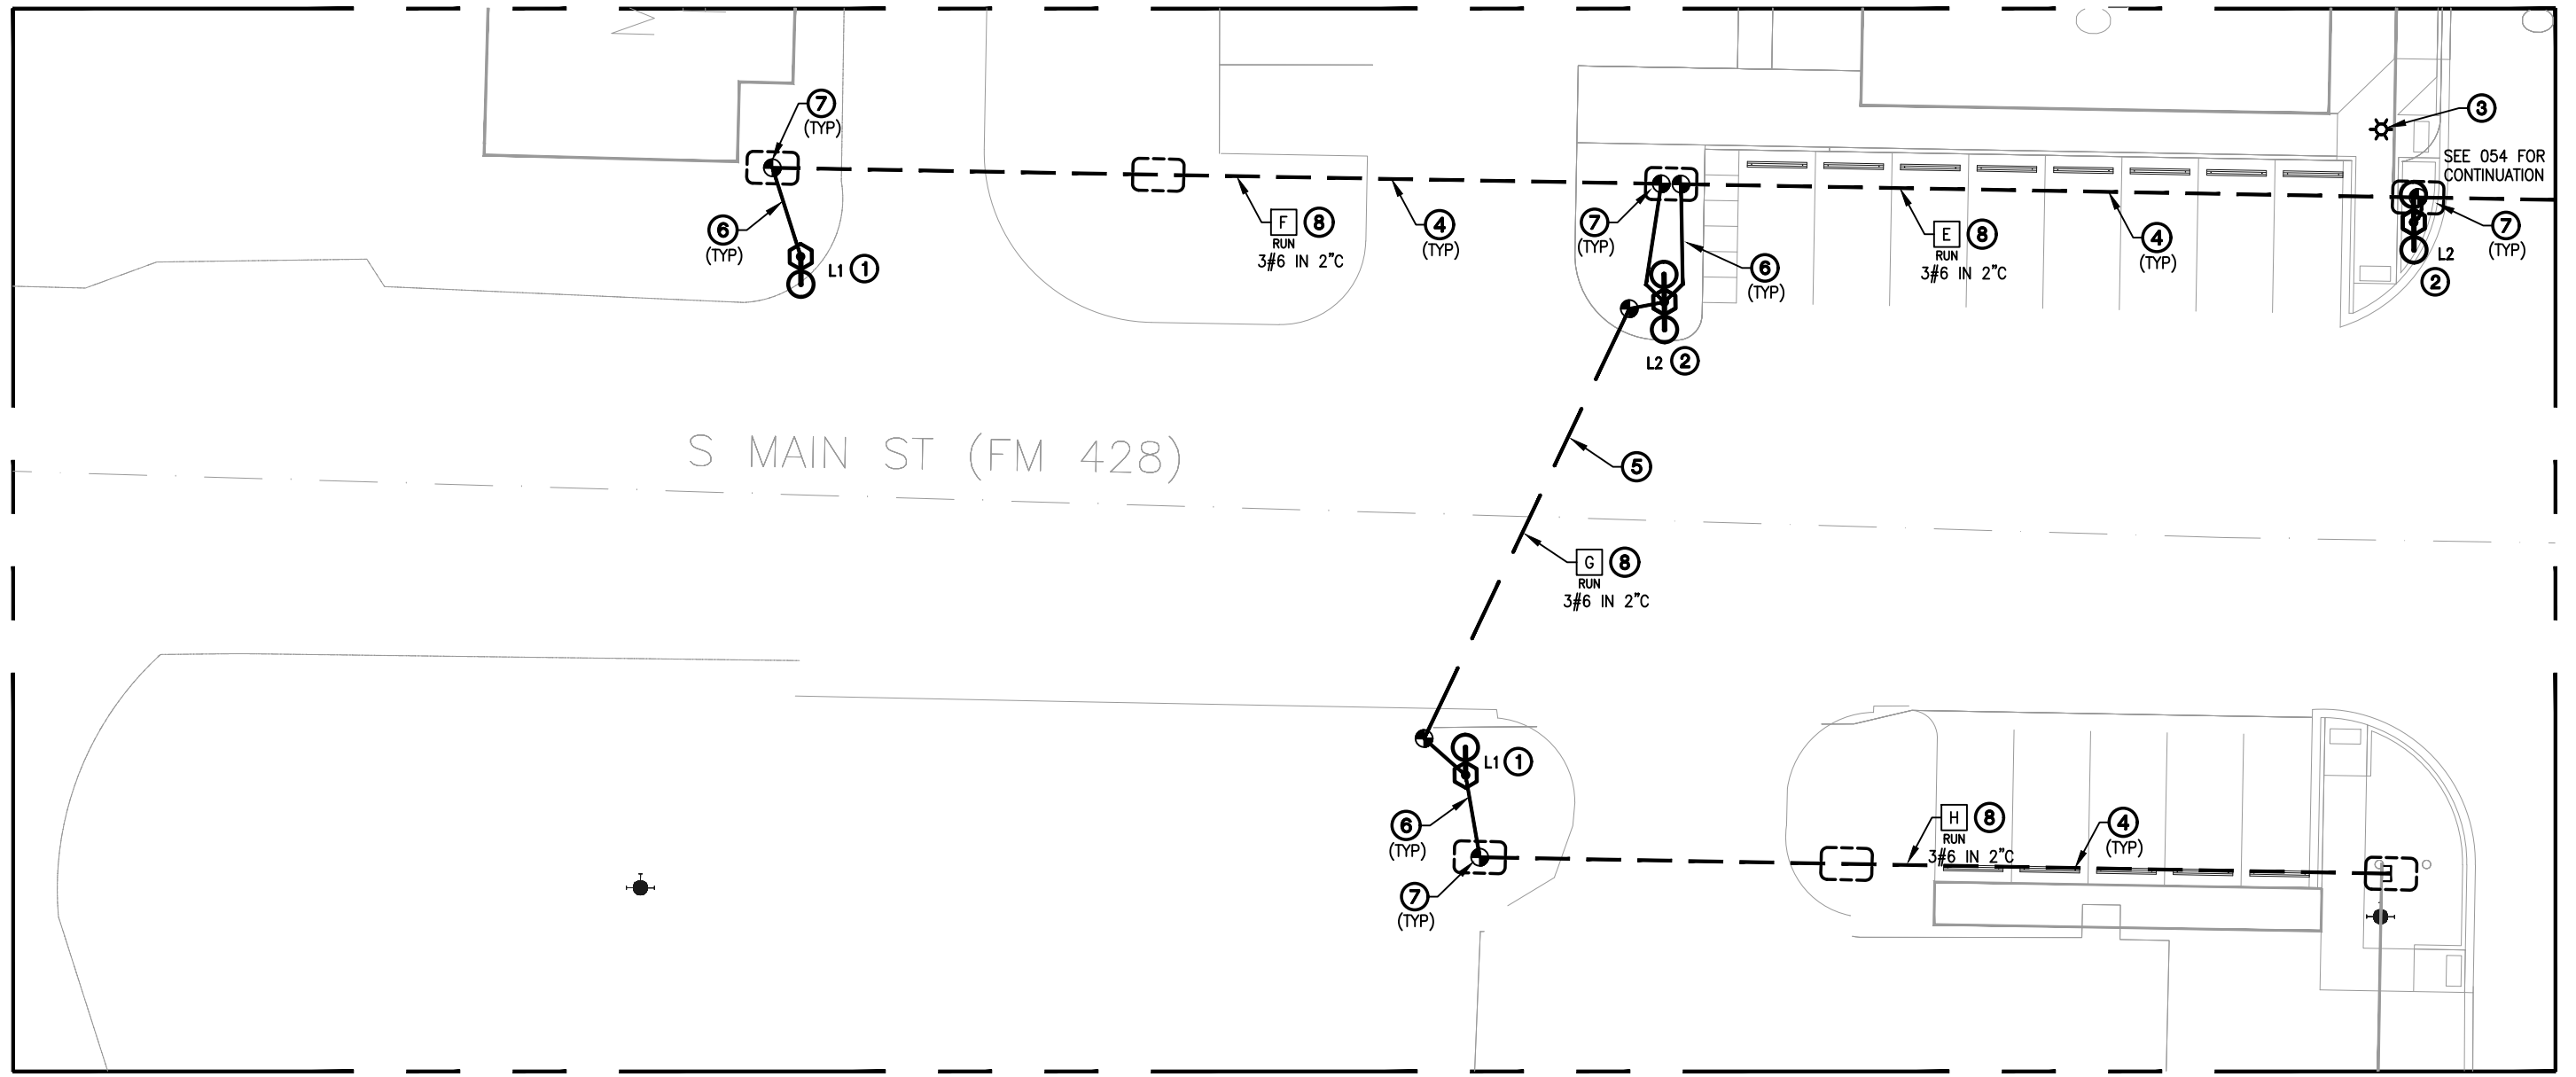 7
(TYP)
3
SEE 054 FOR
CONTINUATION
6
(TYP)
F 8
RUN
3#6 IN 2"C
4
(TYP)
7
(TYP)
E 8
RUN
3#6 IN 2"C
4
(TYP)
7
(TYP)
L1 1
6
(TYP)
L2
2
L2 2
S MAIN ST (FM 428)
5
G 8
RUN
3#6 IN 2"C
L1 1
6
(TYP)
H 8
RUN
3#6 IN 2"C
4
(TYP)
7
(TYP)